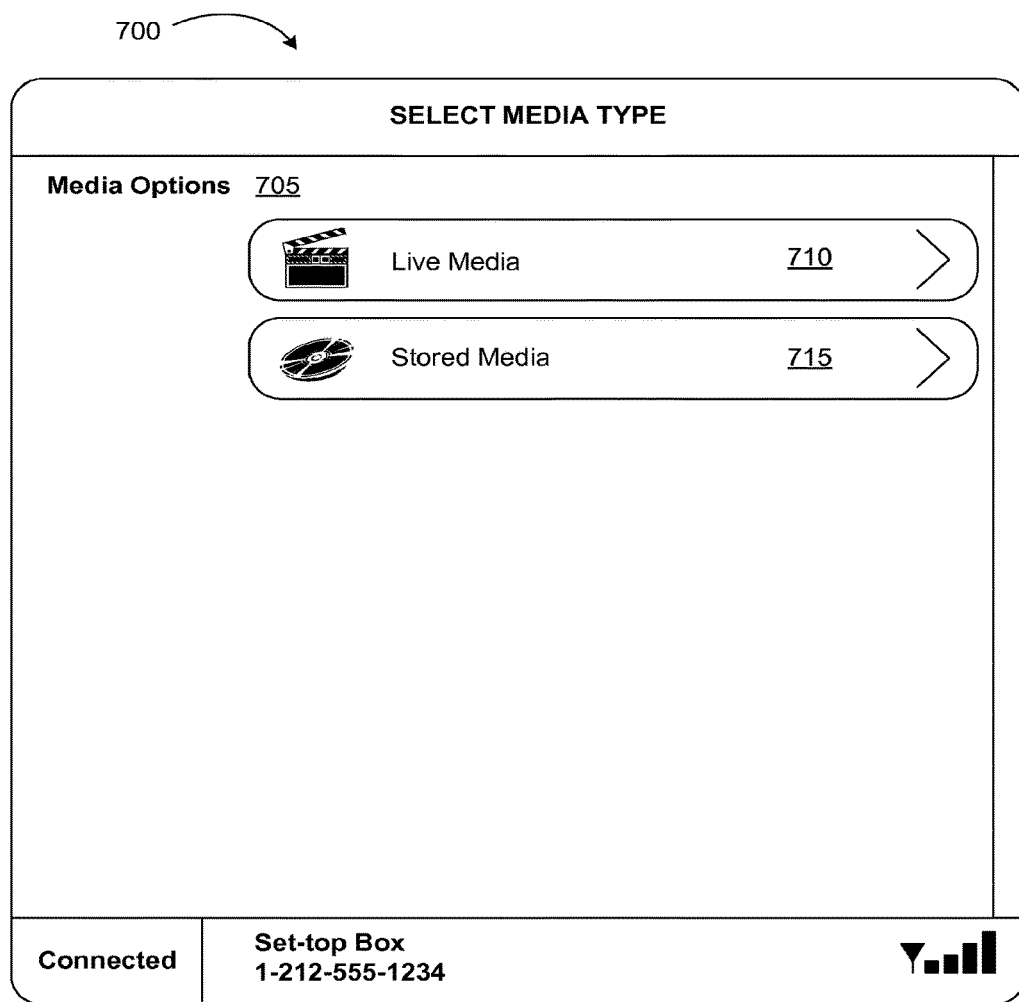 700
SELECT MEDIA TYPE
Media Options 705
Live Media 710
Stored Media 715
Connected
Set-top Box
1-212-555-1234